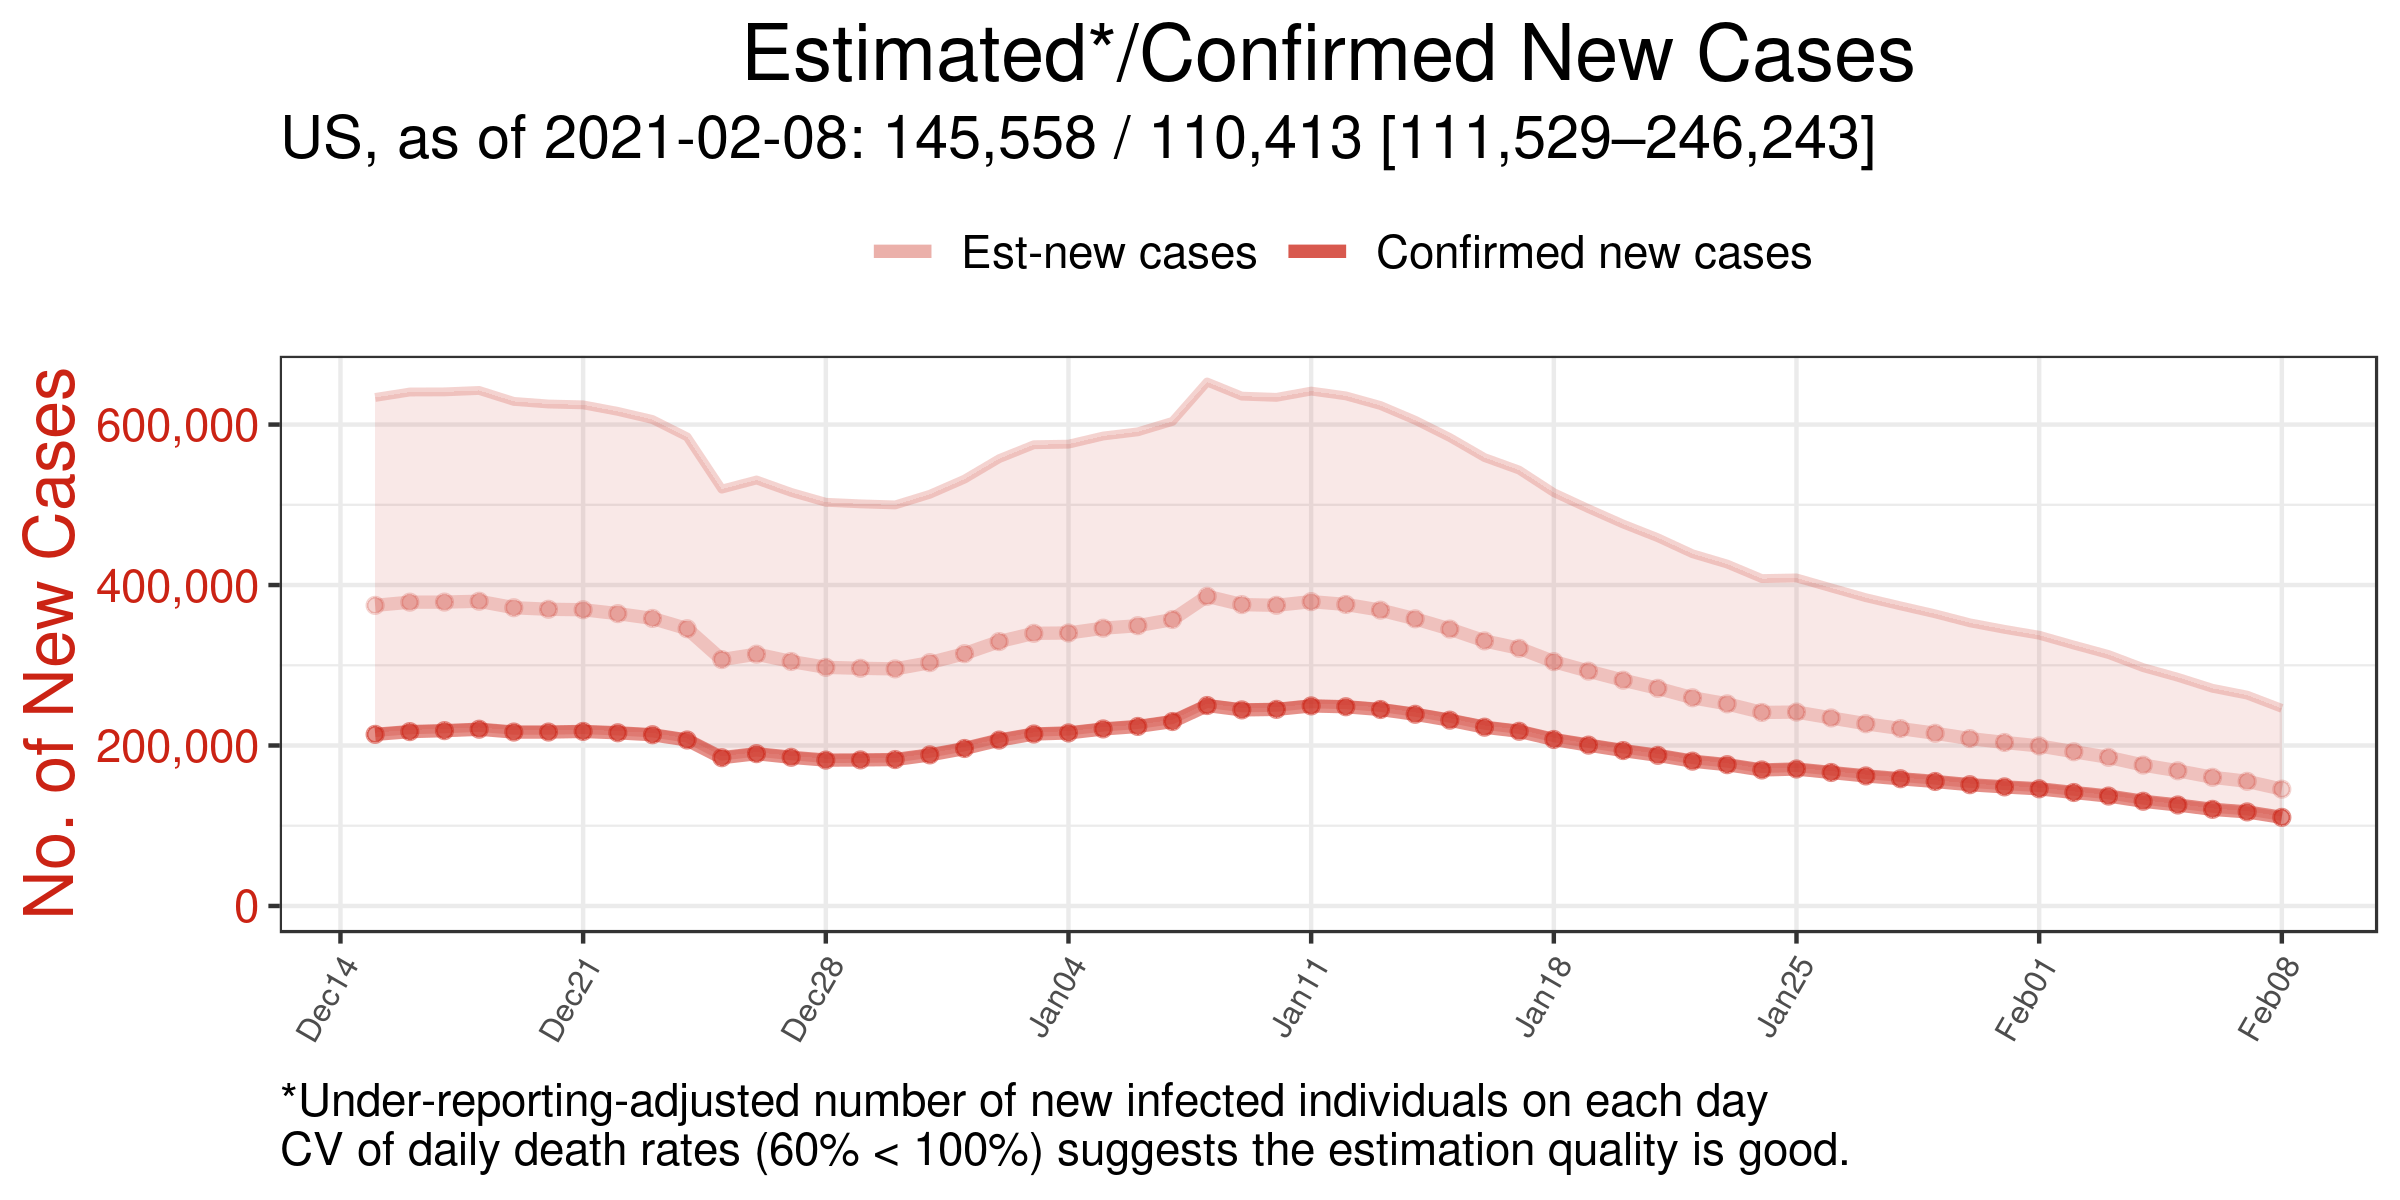 Estimated*/Confirmed New Cases
US, as of 2021-02-08: 145,558 / 110,413 [111,529–246,243]
Est-new cases Confirmed new cases
No. of New Cases
600,000
400,000
200,000
0
Dec14 Dec21 Dec28 Jan04 Jan11 Jan18 Jan25 Feb01 Feb08
*Under-reporting-adjusted number of new infected individuals on each day
CV of daily death rates (60% < 100%) suggests the estimation quality is good.